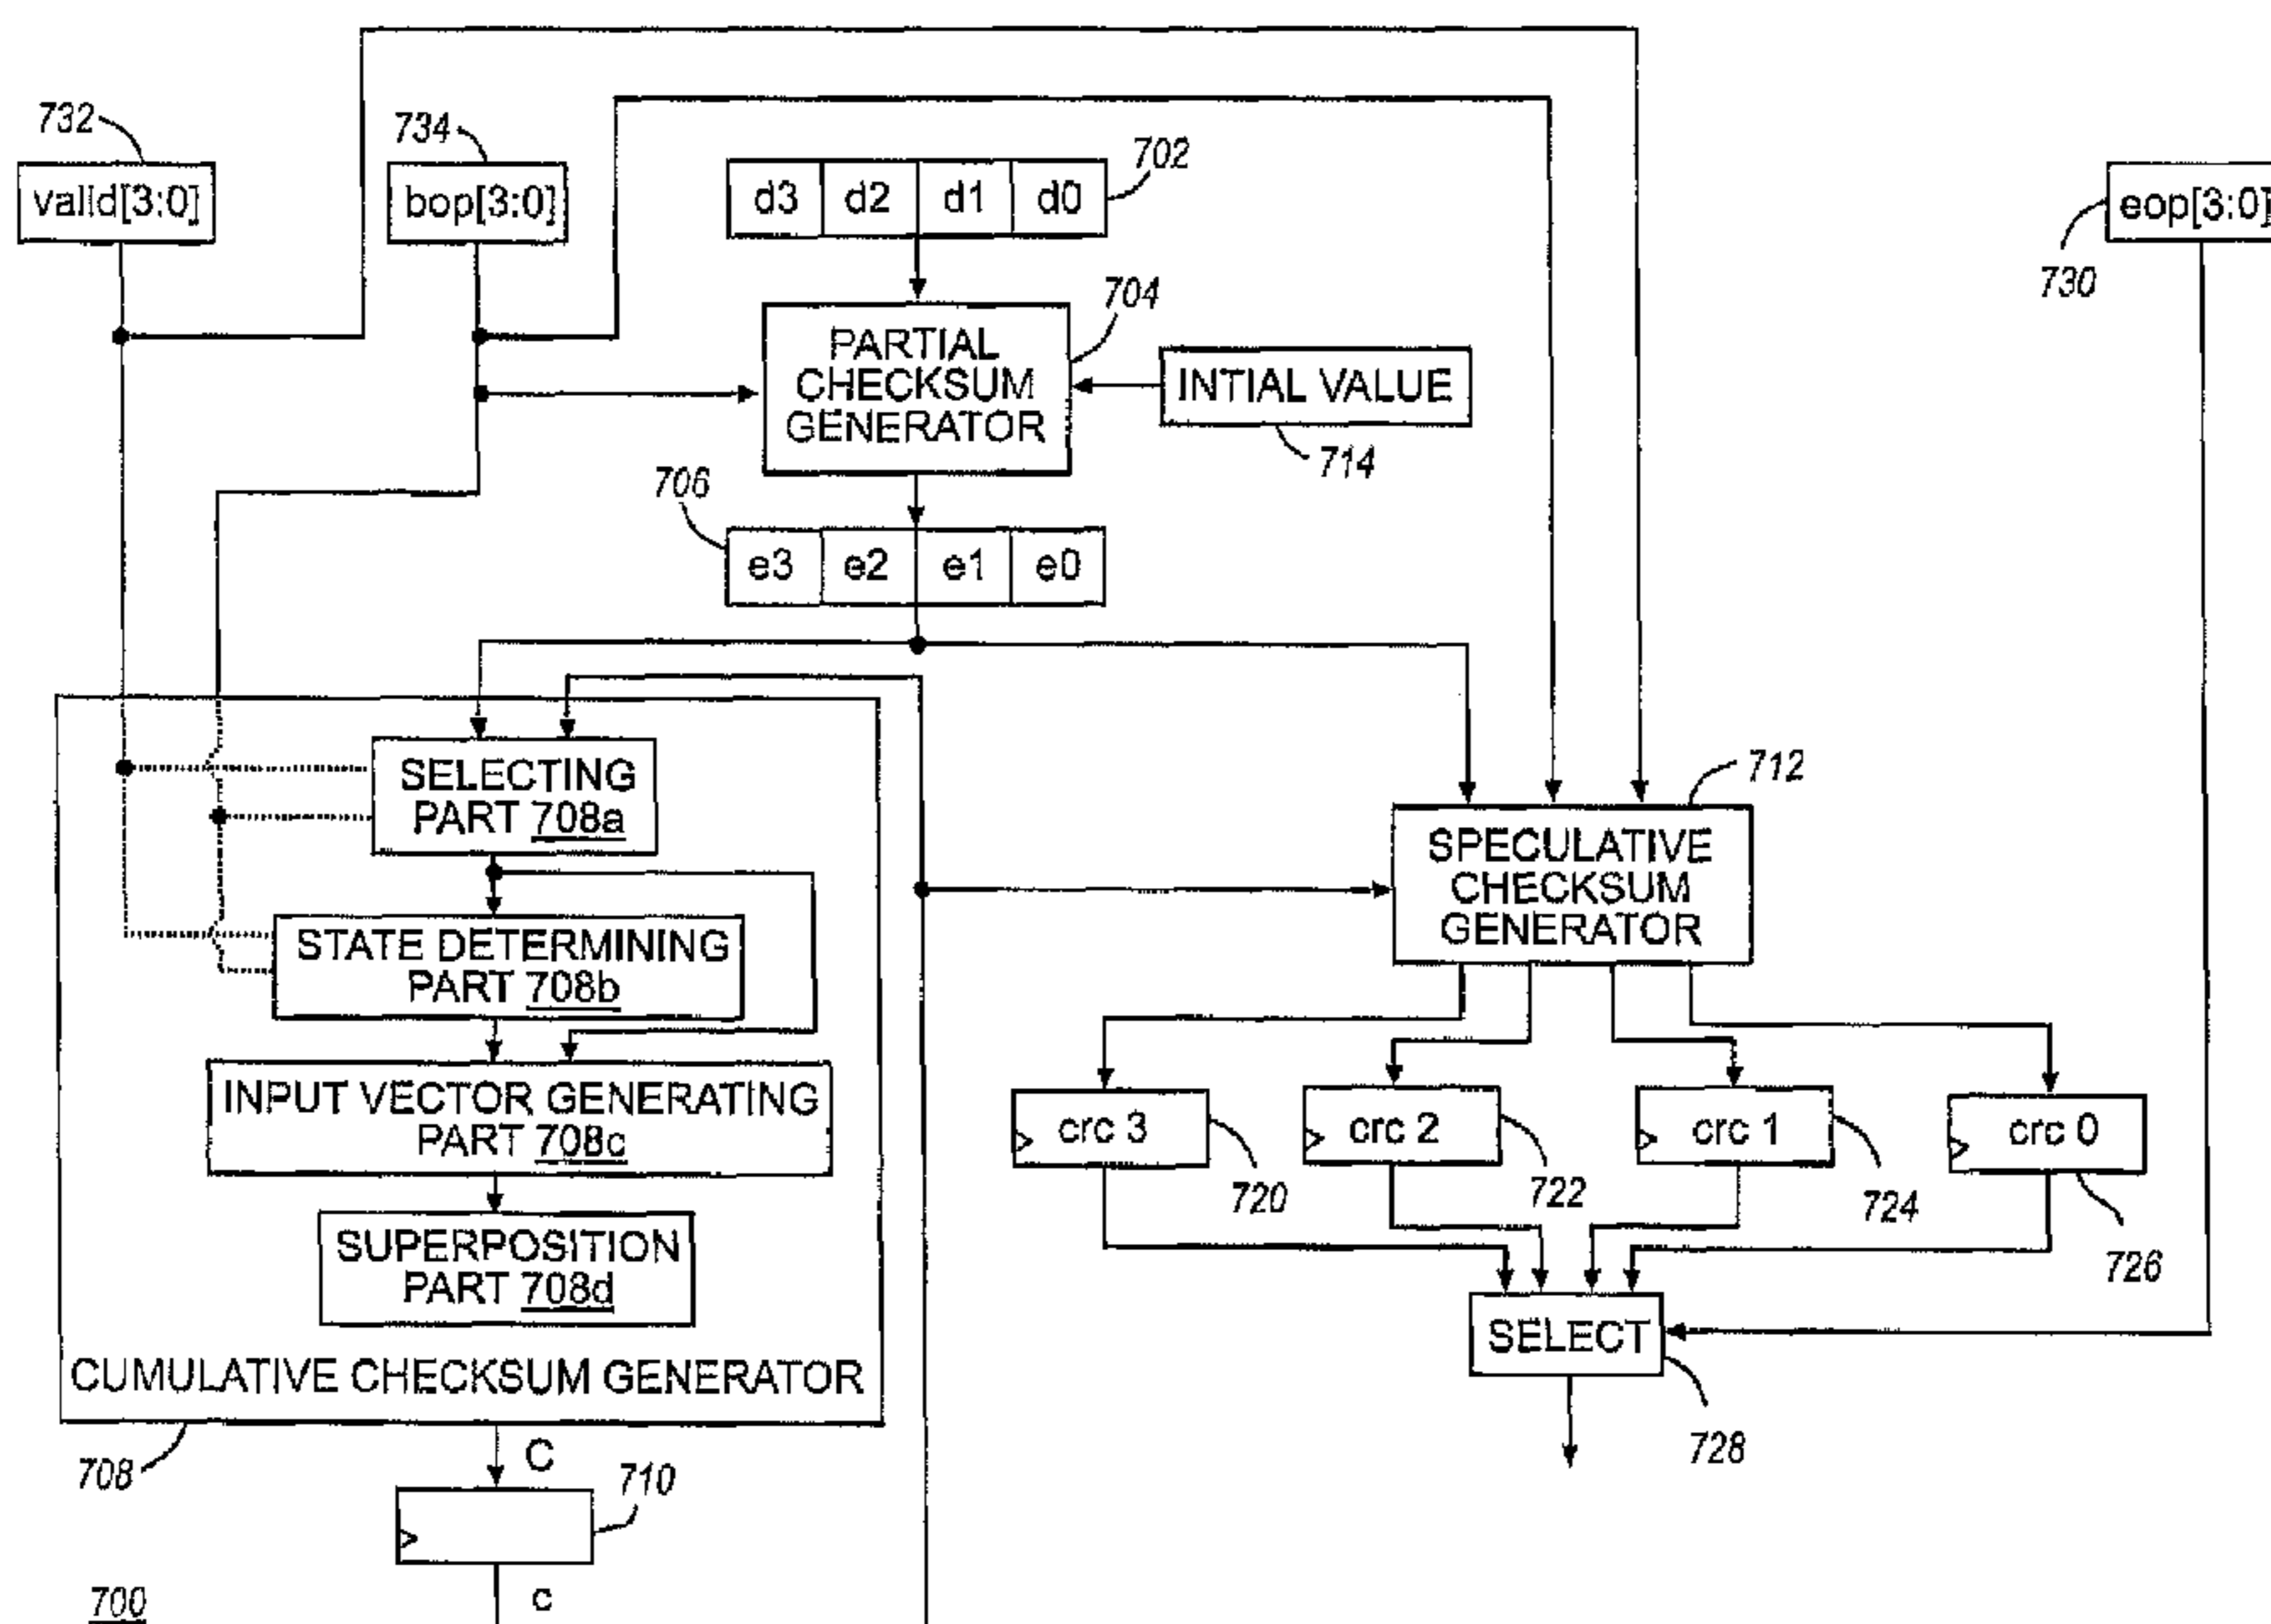 732
734
702
valid[3:0]
bop[3:0]
d3 d2 d1 d0
eop[3:0]
730
704
PARTIAL
CHECKSUM
GENERATOR
INTIAL VALUE
714
706
e3 e2 e1 e0
SELECTING
PART 708a
712
SPECULATIVE
CHECKSUM
GENERATOR
STATE DETERMINING
PART 708b
INPUT VECTOR GENERATING
PART 708c
crc 3
crc 2
crc 1
crc 0
720
722
724
726
SUPERPOSITION
PART 708d
SELECT
728
CUMULATIVE CHECKSUM GENERATOR
708
C
710
c
700